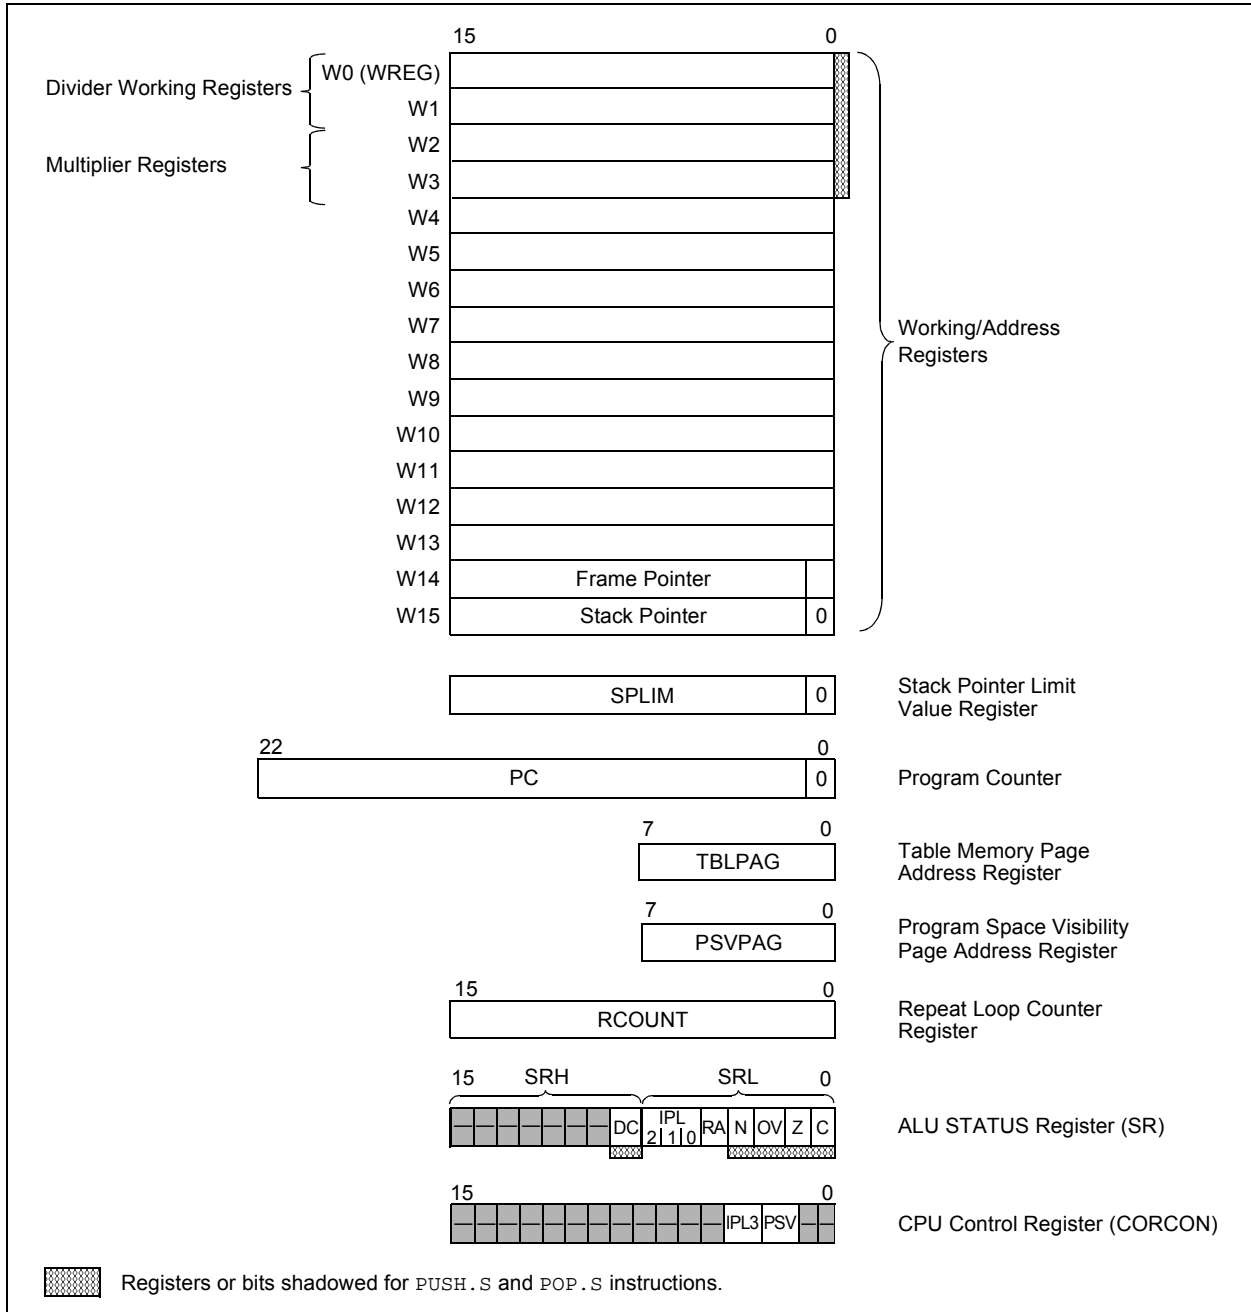 15 0
W0 (WREG)
Divider Working Registers
W1
W2
Multiplier Registers
W3
W4
W5
W6
W7
Working/Address
Registers
W8
W9
W10
W11
W12
W13
W14 Frame Pointer
W15 Stack Pointer 0
SPLIM 0
Stack Pointer Limit
Value Register
22 0
PC 0 Program Counter
7 0
TBLPAG
Table Memory Page
Address Register
7 0
PSVPAG
Program Space Visibility
Page Address Register
15 0
RCOUNT
Repeat Loop Counter
Register
15 SRH SRL 0
— — — — — — — DC IPL 2 1 0 RA N OV Z C ALU STATUS Register (SR)
15 0
— — — — — — — — — — — — IPL3 PSV — — CPU Control Register (CORCON)
Registers or bits shadowed for PUSH.S and POP.S instructions.